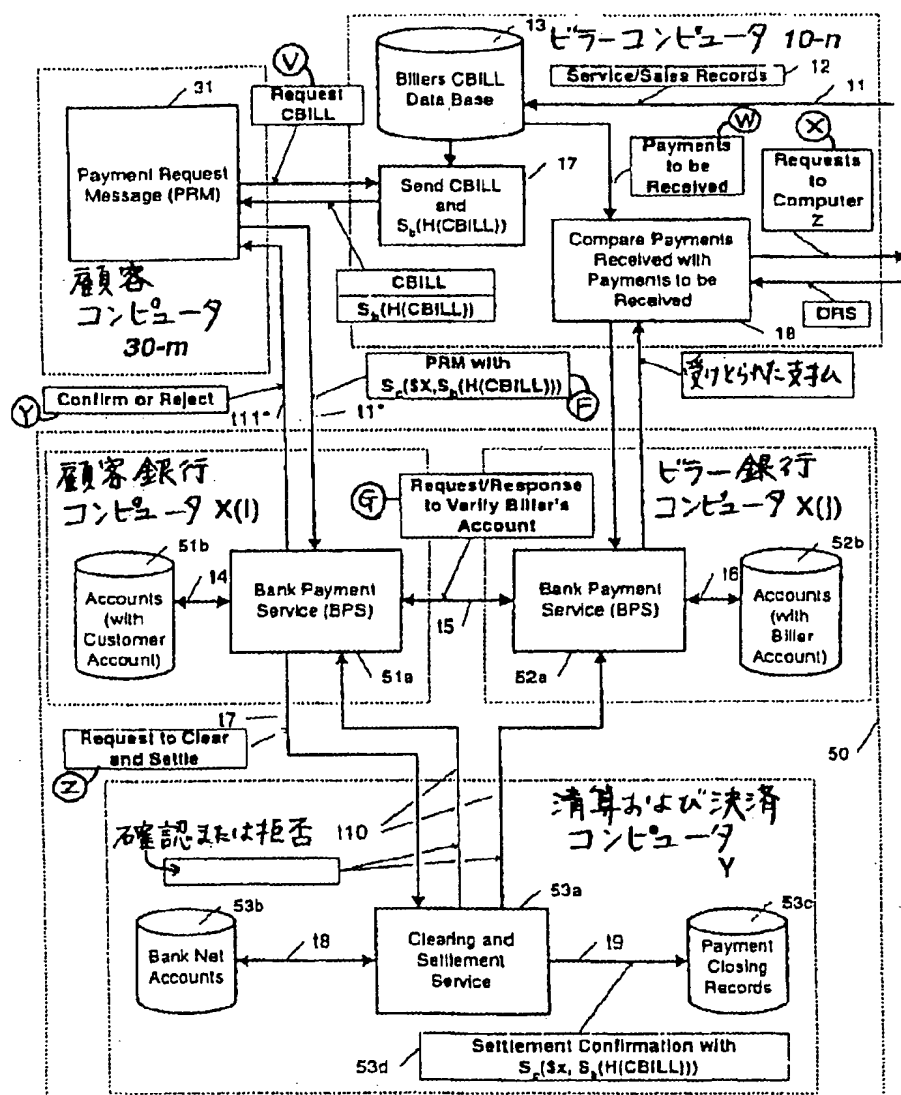 13
ビラーコンピュータ 10-n
V
Request
CBILL
31
Billers CBILL
Data Base
Service/Sales Records
12
11
W
X
Payment Request
Message (PRM)
Send CBILL
and
S_b(H(CBILL))
17
Payments
to be
Received
Requests
to
Computer
Z
Compare Payments
Received with
Payments to be
Received
顧客
コンピュータ
30-m
CBILL
S_b(H(CBILL))
DRS
18
PRM with
S_c($X,S_b(H(CBILL)))
F
受けとられた支払
Y
Confirm or Reject
t11"
t1"
顧客銀行
コンピュータ X(I)
G
Request/Response
to Verify Biller's
Account
ビラー銀行
コンピュータ X(J)
51b
Accounts
(with
Customer
Account)
t4
Bank Payment
Service (BPS)
51a
t5
Bank Payment
Service (BPS)
52a
t6
52b
Accounts
(with
Biller
Account)
t7
Request to Clear
and Settle
Z
50
確認または拒否
t10
清算および決済
コンピュータ
Y
53b
Bank Net
Accounts
t8
53a
Clearing and
Settlement
Service
t9
53c
Payment
Closing
Records
53d
Settlement Confirmation with
S_c($x, S_b(H(CBILL)))